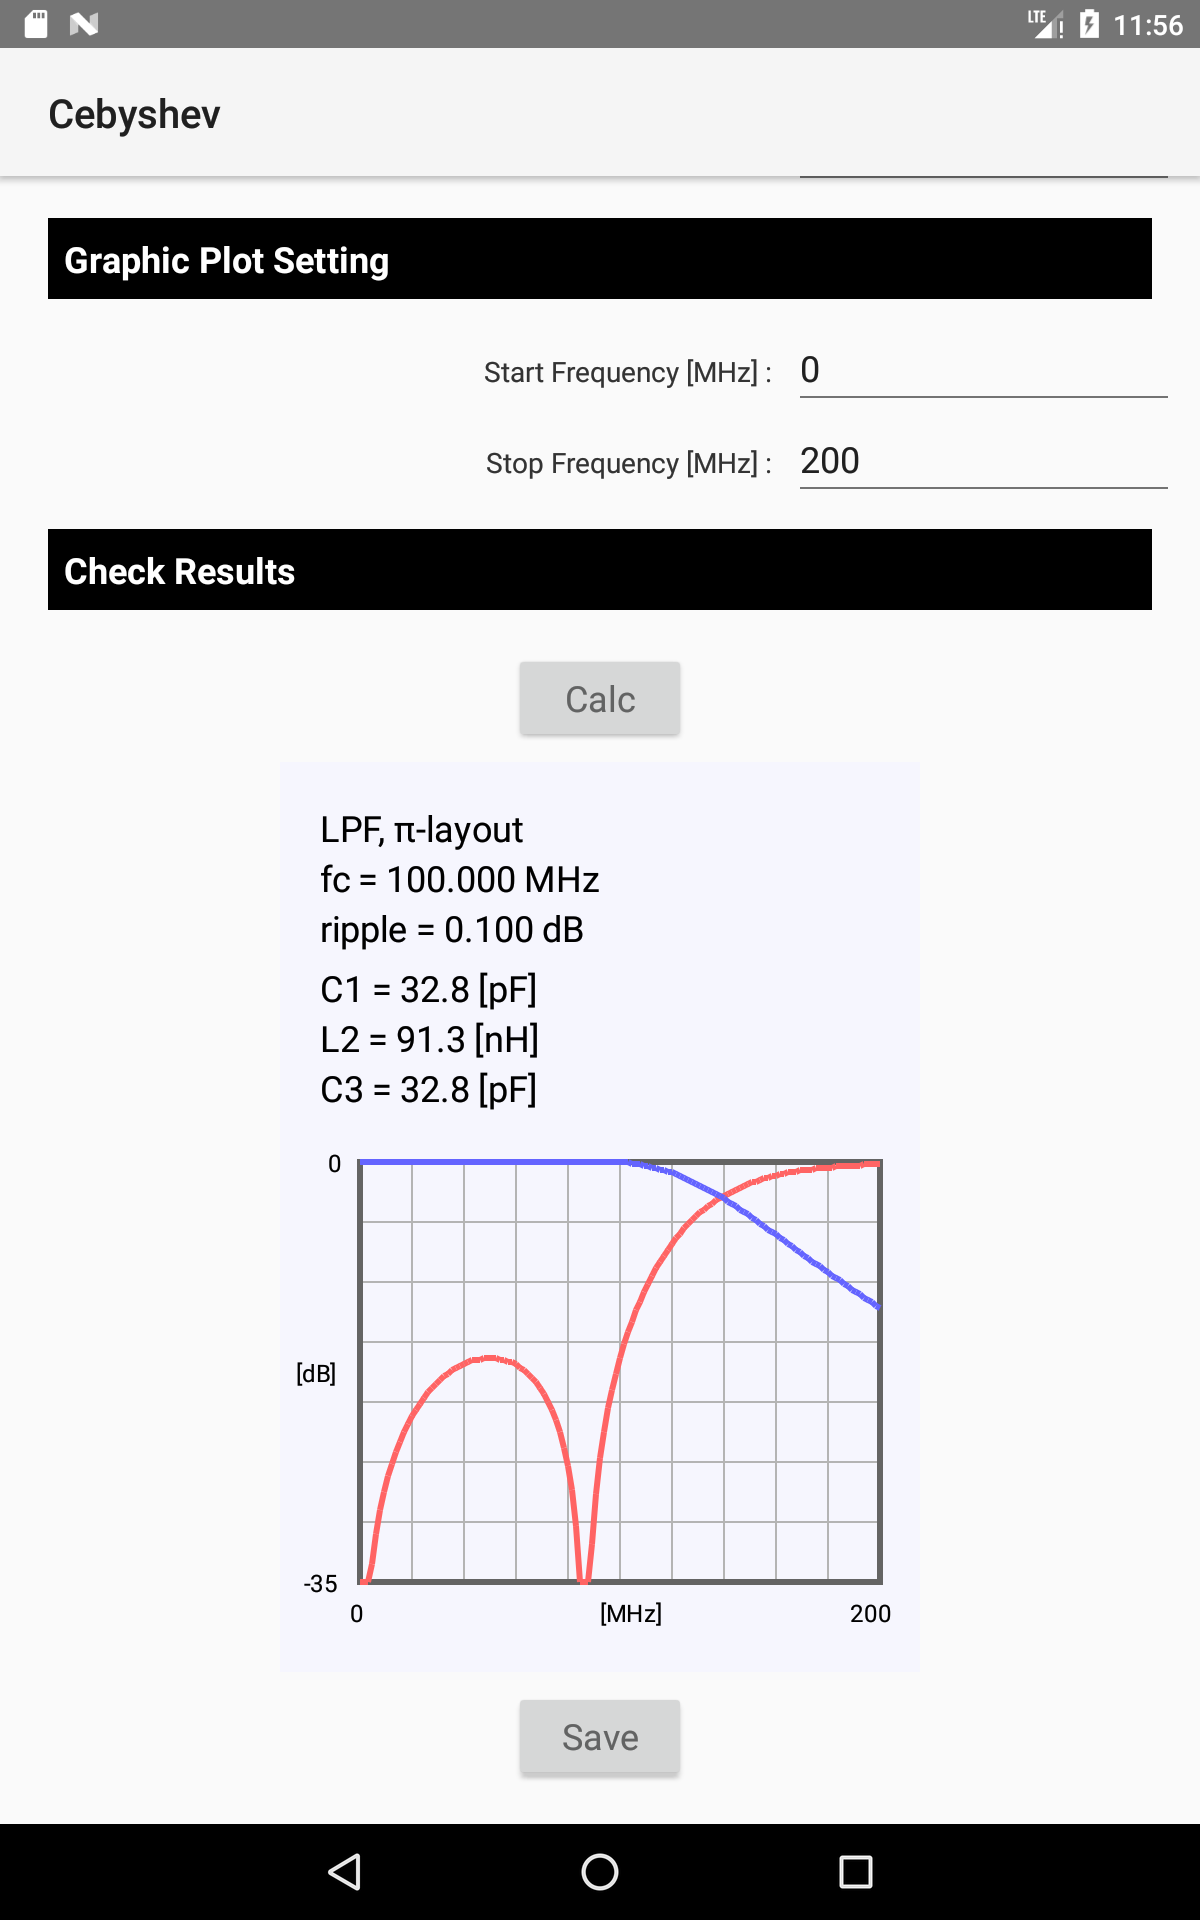 LTE 11:56
Cebyshev
Graphic Plot Setting
Start Frequency [MHz] : 0
Stop Frequency [MHz] : 200
Check Results
Calc
LPF, π-layout
fc = 100.000 MHz
ripple = 0.100 dB
C1 = 32.8 [pF]
L2 = 91.3 [nH]
C3 = 32.8 [pF]
0
[dB]
-35
0 [MHz] 200
Save